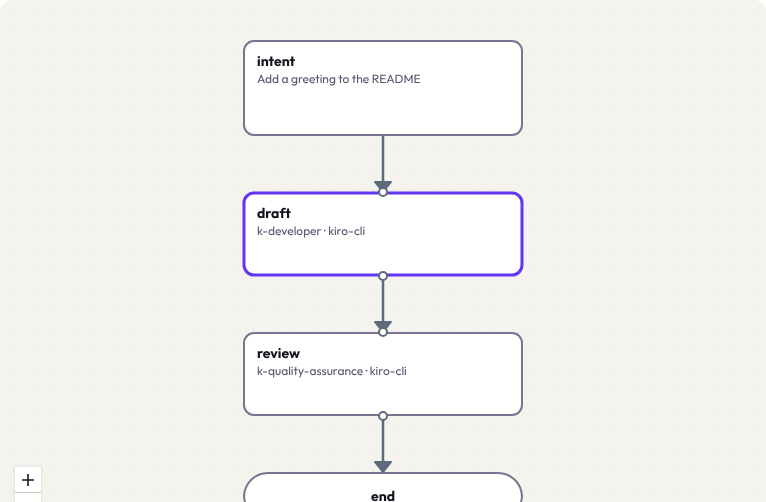 intent
Add a greeting to the README
draft
k-developer · kiro-cli
review
k-quality-assurance · kiro-cli
end